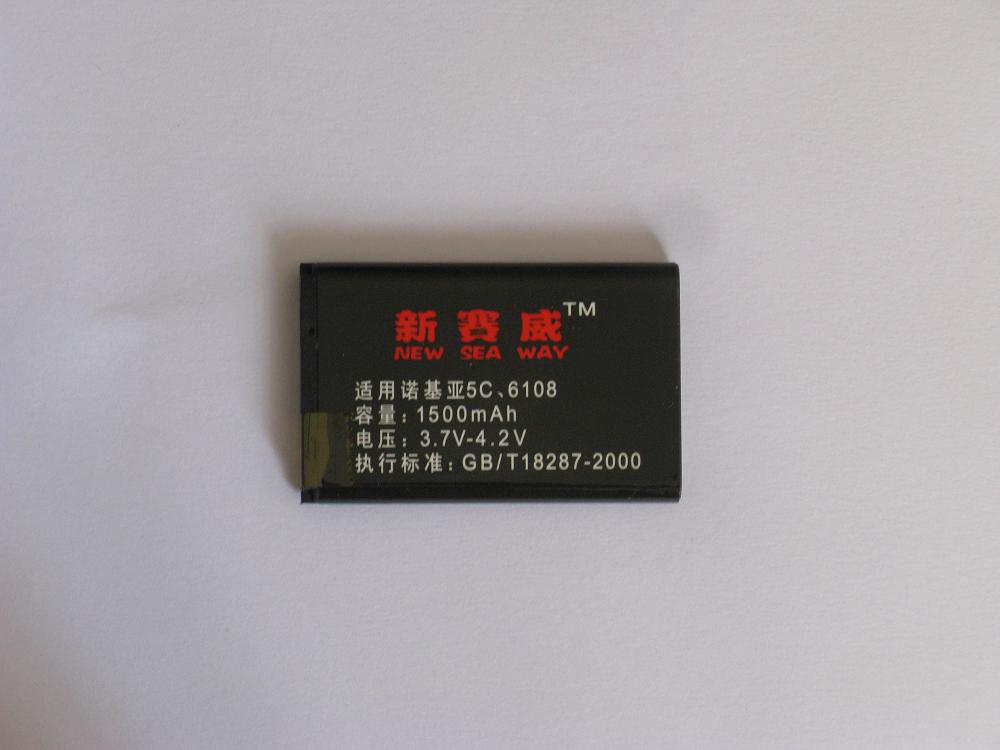 新赛威™
NEW SEA WAY
适用诺基亚5C、6108
容量：1500mAh
电压：3.7V-4.2V
执行标准：GB/T18287-2000